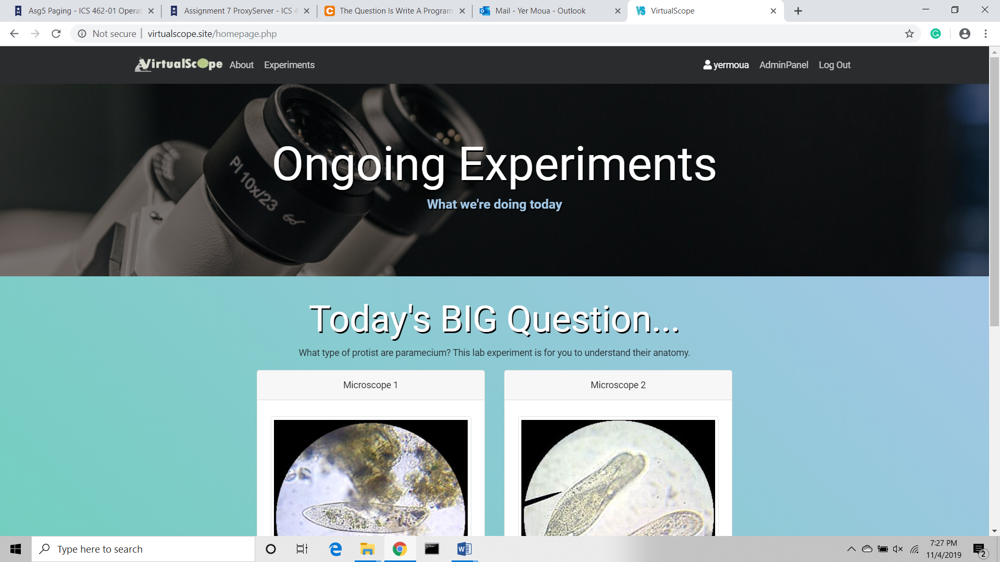 Asg5 Paging - ICS 462-01 Operat
Assignment 7 ProxyServer - ICS 4
The Question Is Write A Program
Mail - Yer Moua - Outlook
VS VirtualScope
Not secure | virtualscope.site/homepage.php
VirtualScope About Experiments yermoua AdminPanel Log Out
PI 10x/23
Ongoing Experiments
What we're doing today
Today's BIG Question...
What type of protist are paramecium? This lab experiment is for you to understand their anatomy.
Microscope 1
Microscope 2
Type here to search
7:27 PM
11/4/2019
2